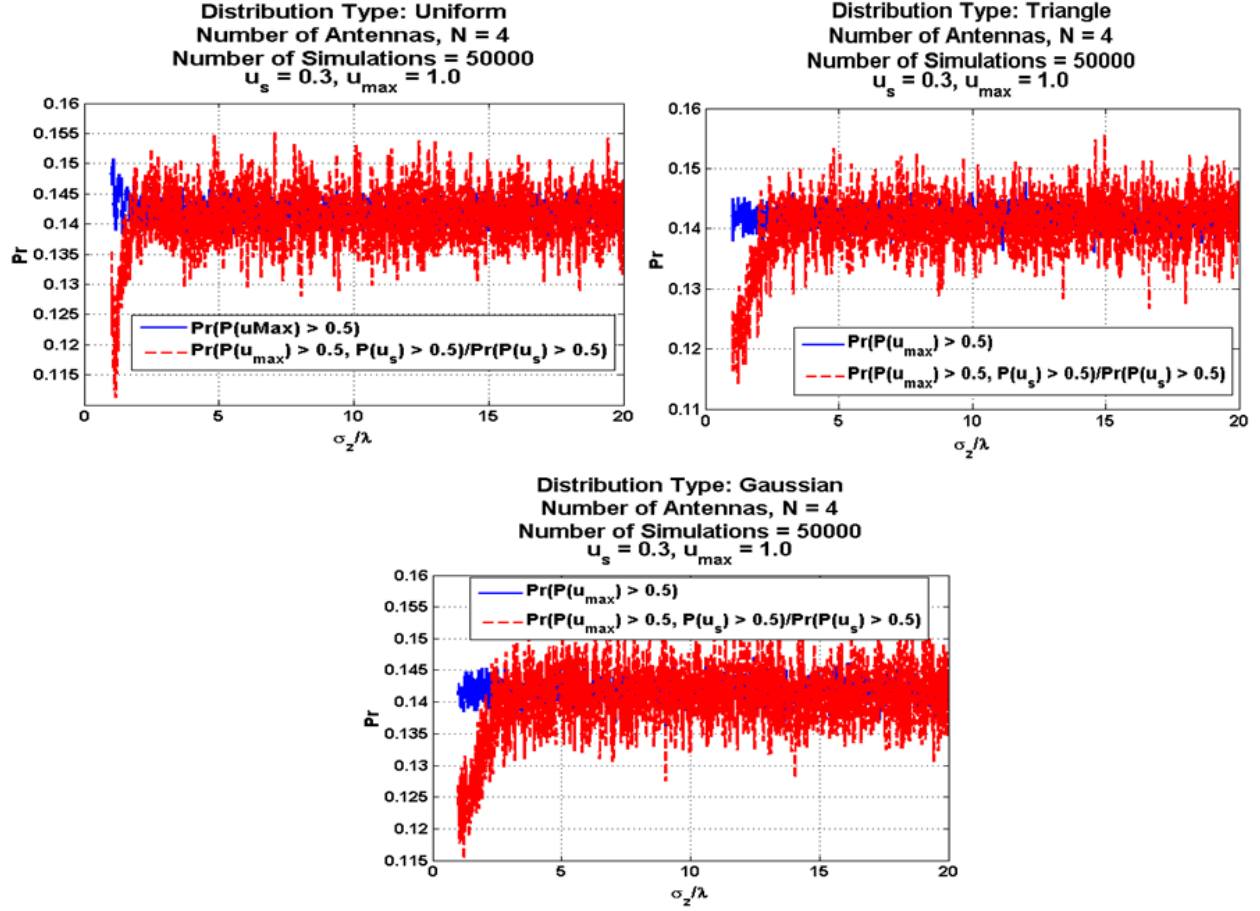 Distribution Type: Uniform
Number of Antennas, N = 4
Number of Simulations = 50000
u_s = 0.3, u_max = 1.0
0.16
0.155
0.15
0.145
0.14
0.135
0.13
0.125
0.12
0.115
Pr
Pr(P(uMax) > 0.5)
Pr(P(u_max) > 0.5, P(u_s) > 0.5)/Pr(P(u_s) > 0.5)
0 5 10 15 20
σ_z/λ
Distribution Type: Triangle
Number of Antennas, N = 4
Number of Simulations = 50000
u_s = 0.3, u_max = 1.0
0.16
0.15
0.14
0.13
0.12
0.11
Pr
Pr(P(u_max) > 0.5)
Pr(P(u_max) > 0.5, P(u_s) > 0.5)/Pr(P(u_s) > 0.5)
0 5 10 15 20
σ_z/λ
Distribution Type: Gaussian
Number of Antennas, N = 4
Number of Simulations = 50000
u_s = 0.3, u_max = 1.0
0.16
0.155
0.15
0.145
0.14
0.135
0.13
0.125
0.12
0.115
Pr
Pr(P(u_max) > 0.5)
Pr(P(u_max) > 0.5, P(u_s) > 0.5)/Pr(P(u_s) > 0.5)
0 5 10 15 20
σ_z/λ